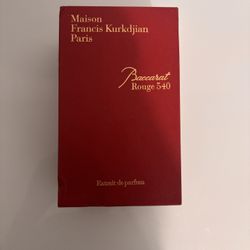 Maison
Francis Kurkdjian
Paris
Baccarat
Rouge 540
Extrait de parfum